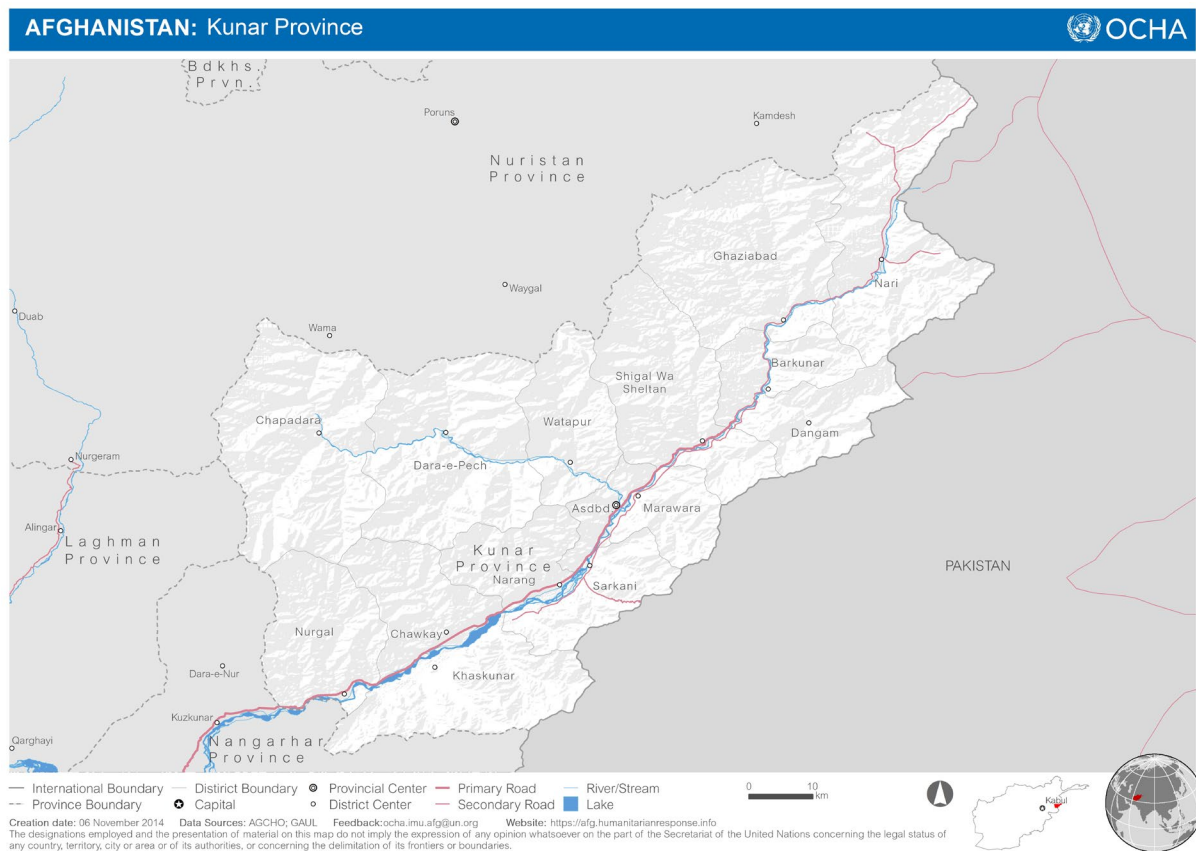 AFGHANISTAN: Kunar Province
OCHA
Bdkhs.
Prvn.
Poruns
Kamdesh
Nuristan
Province
Ghaziabad
Nari
Waygal
Duab
Wama
Barkunar
Shigal Wa
Sheltan
Chapadara
Watapur
Dangam
Nurgeram
Dara-e-Pech
Asdbd
Marawara
Alingar
Laghman
Province
Kunar
Province
PAKISTAN
Narang
Sarkani
Nurgal
Chawkay
Dara-e-Nur
Khaskunar
Kuzkunar
Qarghayi
Nangarhar
Province
International Boundary
District Boundary
Provincial Center
Primary Road
River/Stream
Province Boundary
Capital
District Center
Secondary Road
Lake
0 10
km
Kabul
Creation date: 06 November 2014 Data Sources: AGCHO; GAUL Feedback:ocha.imu.afg@un.org Website: https://afg.humanitarianresponse.info
The designations employed and the presentation of material on this map do not imply the expression of any opinion whatsoever on the part of the Secretariat of the United Nations concerning the legal status of
any country, territory, city or area or of its authorities, or concerning the delimitation of its frontiers or boundaries.